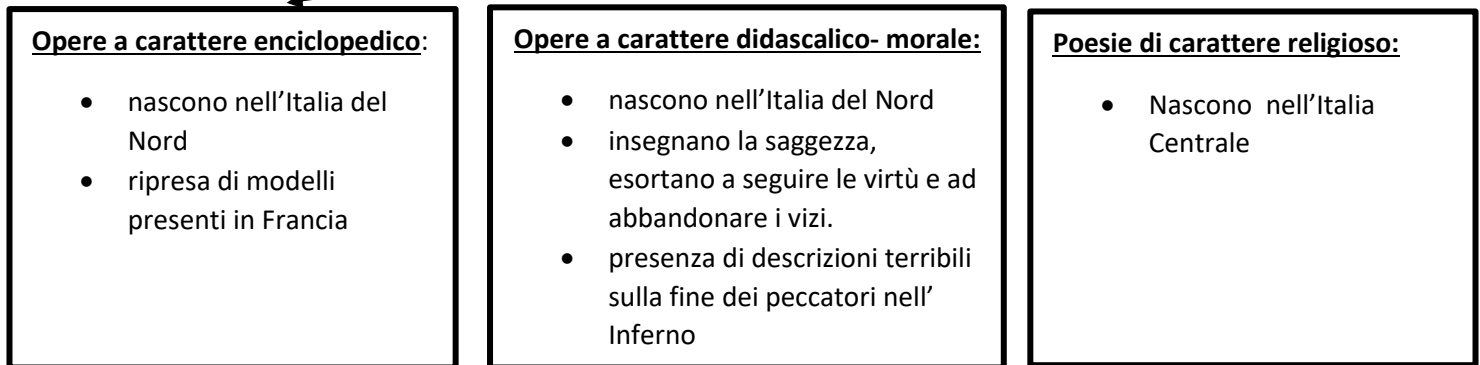 Opere a carattere enciclopedico:
• nascono nell’Italia del
Nord
• ripresa di modelli
presenti in Francia
Opere a carattere didascalico- morale:
• nascono nell’Italia del Nord
• insegnano la saggezza,
esortano a seguire le virtù e ad
abbandonare i vizi.
• presenza di descrizioni terribili
sulla fine dei peccatori nell’
Inferno
Poesie di carattere religioso:
• Nascono nell’Italia
Centrale